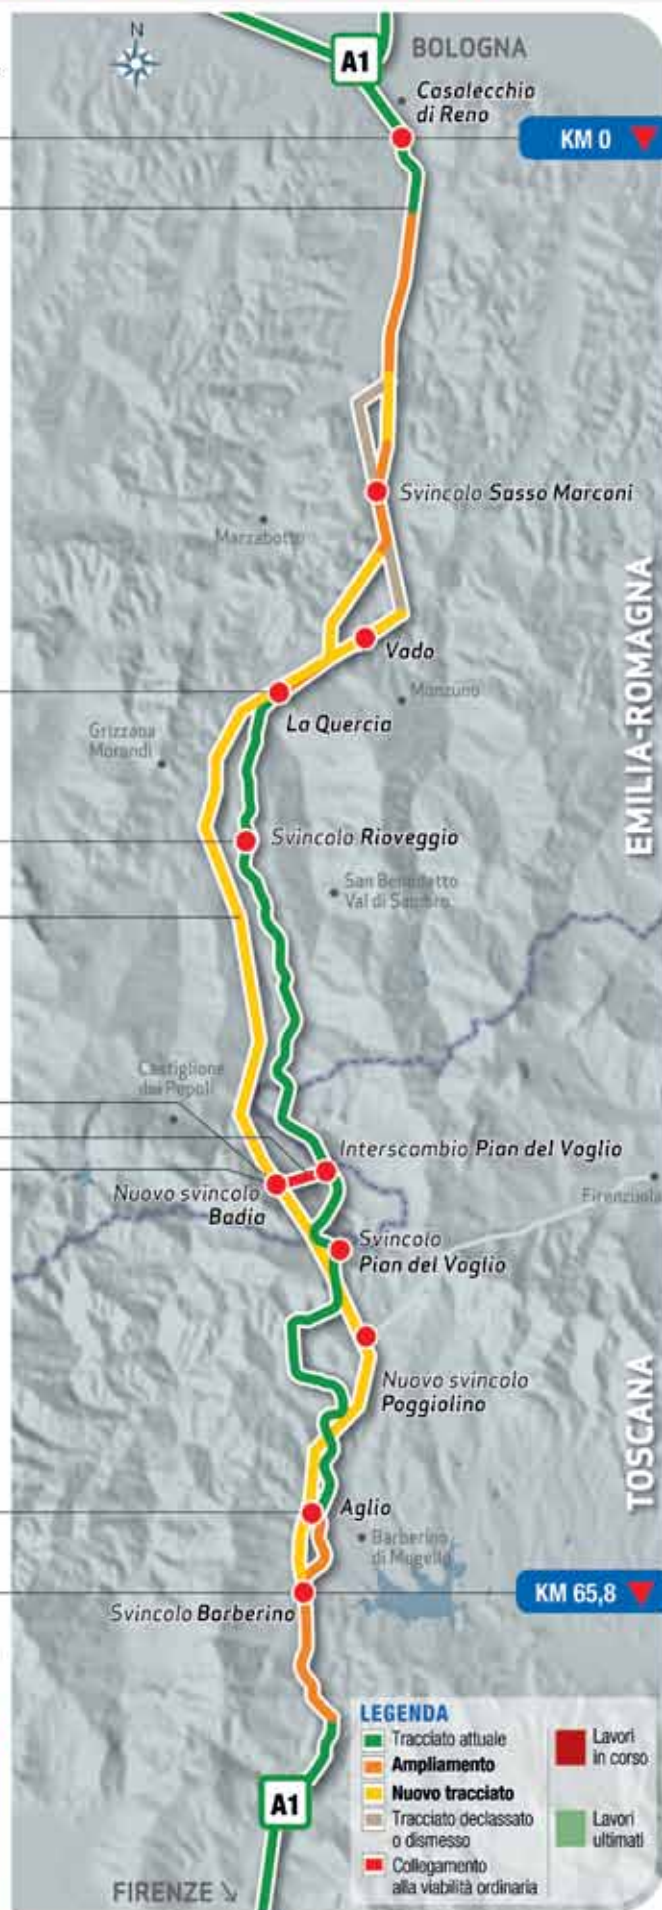 N
A1
BOLOGNA
Casalecchio
di Reno
KM 0
Svincolo Sasso Marconi
Marzabotto
Vado
Monzuno
La Quercia
Grizzana
Morandi
EMILIA-ROMAGNA
Svincolo Rioveggio
San Benedetto
Val di Sambro
Castiglione
dei Pepoli
Interscambio Pian del Voglio
Nuovo svincolo
Badia
Firenzuola
Svincolo
Pian del Voglio
Nuovo svincolo
Poggiolino
TOSCANA
Aglio
Barberino
di Mugello
KM 65,8
Svincolo Barberino
LEGENDA
Tracciato attuale
Ampliamento
Nuovo tracciato
Tracciato declassato
o dismesso
Collegamento
alla viabilità ordinaria
Lavori
in corso
Lavori
ultimati
A1
FIRENZE